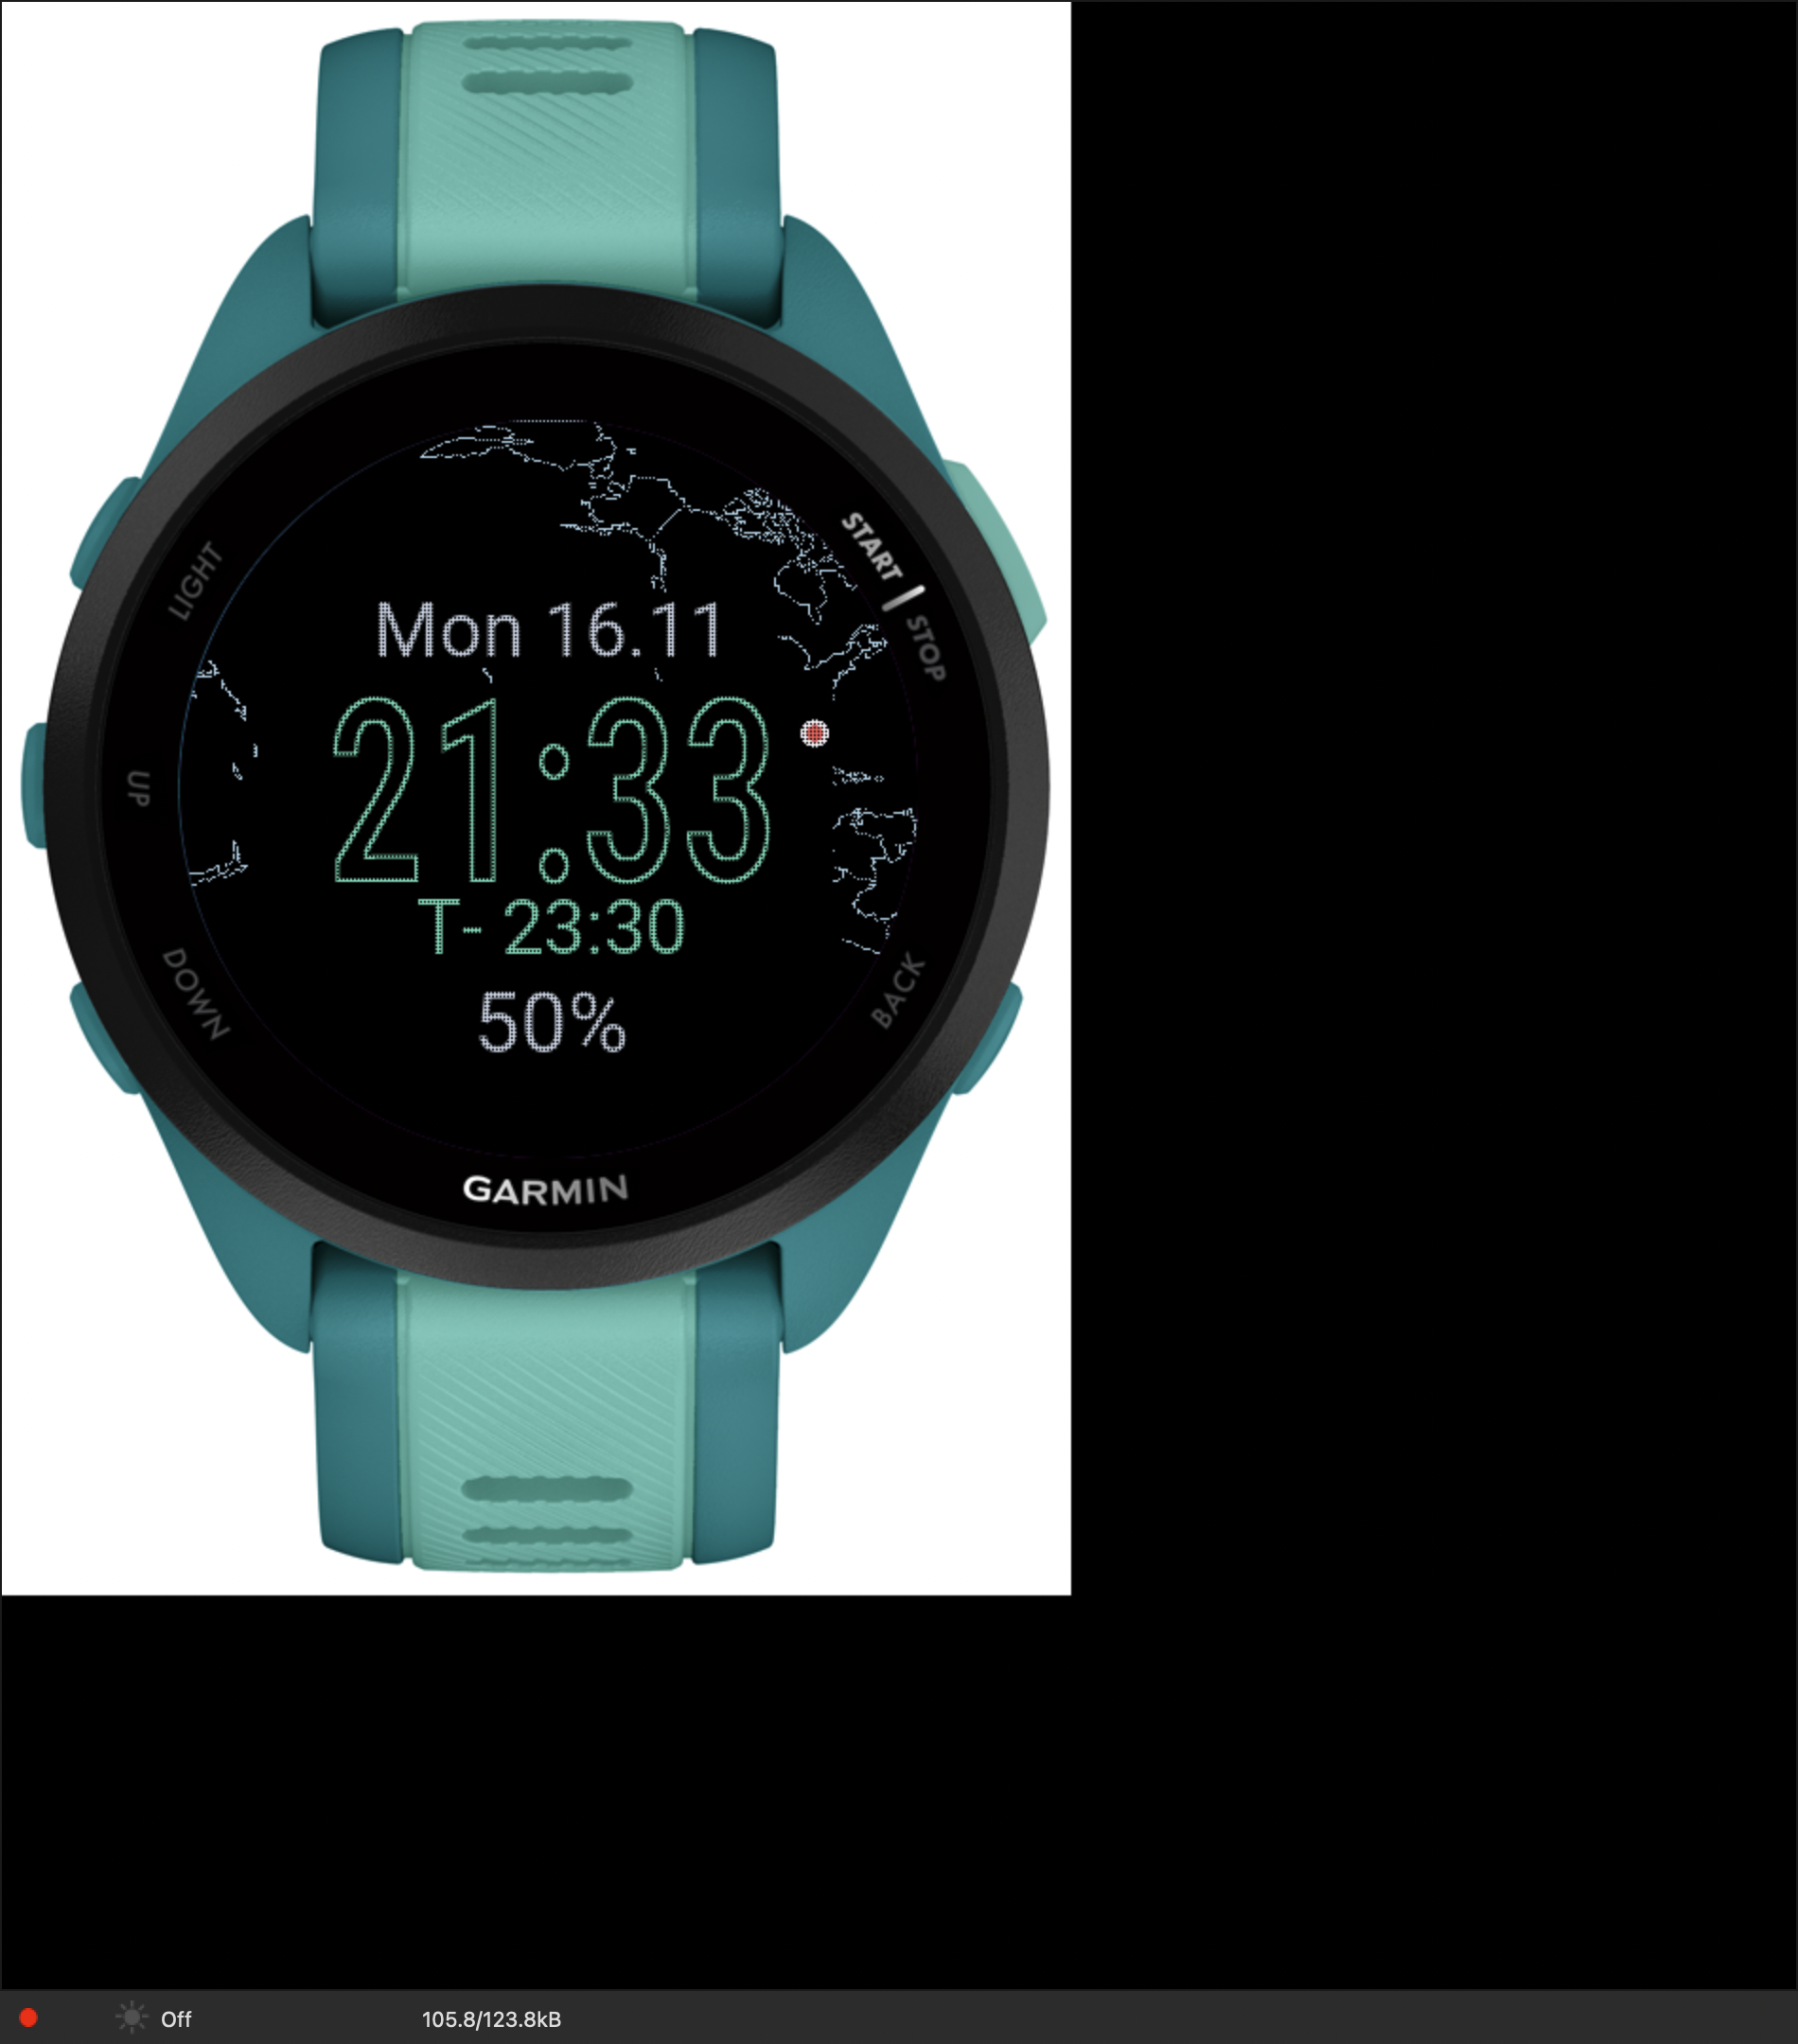 LIGHT
START
STOP
Mon 16.11
21:33
UP
T- 23:30
DOWN
BACK
50%
GARMIN
Off
105.8/123.8kB